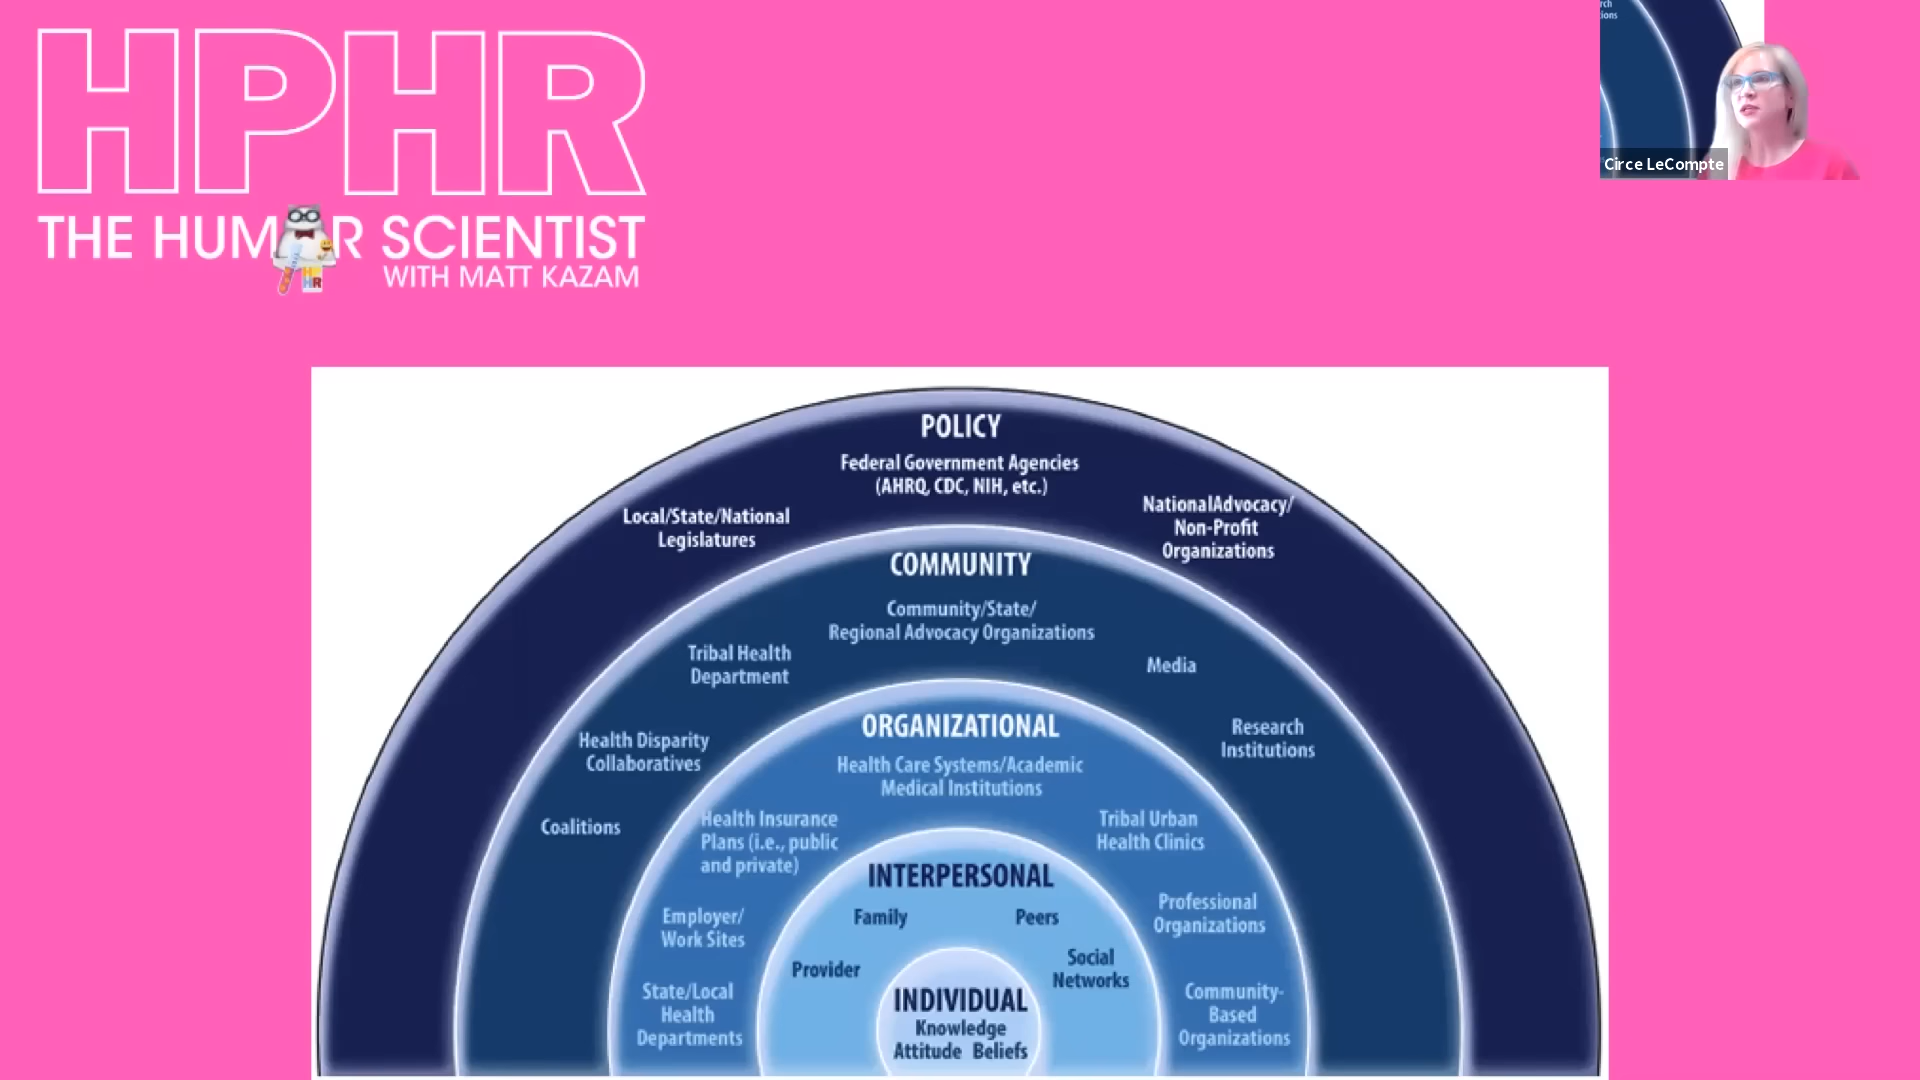 HPHR
THE HUMOR SCIENTIST
WITH MATT KAZAM
HPHR
rch
ions
Circe LeCompte
POLICY
Federal Government Agencies
(AHRQ, CDC, NIH, etc.)
Local/State/National
Legislatures
NationalAdvocacy/
Non-Profit
Organizations
COMMUNITY
Community/State/
Regional Advocacy Organizations
Tribal Health
Department
Media
Health Disparity
Collaboratives
Research
Institutions
Coalitions
ORGANIZATIONAL
Health Care Systems/Academic
Medical Institutions
Health Insurance
Plans (i.e., public
and private)
Tribal Urban
Health Clinics
Employer/
Work Sites
Professional
Organizations
State/Local
Health
Departments
Community-
Based
Organizations
INTERPERSONAL
Family
Peers
Provider
Social
Networks
INDIVIDUAL
Knowledge
Attitude Beliefs